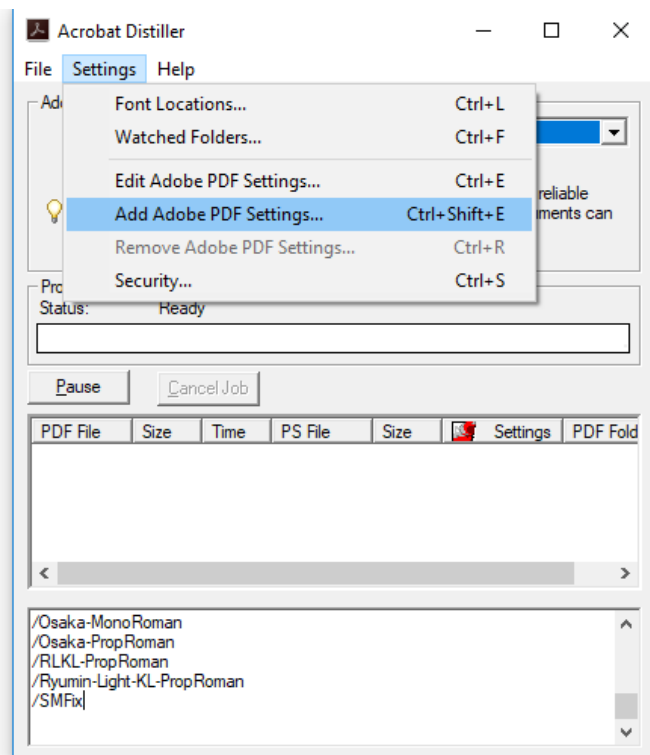 Acrobat Distiller
File Settings Help
Ad
Font Locations... Ctrl+L
Watched Folders... Ctrl+F
Edit Adobe PDF Settings... Ctrl+E
reliable
Add Adobe PDF Settings... Ctrl+Shift+E
uments can
Remove Adobe PDF Settings... Ctrl+R
Security... Ctrl+S
Pro
Status: Ready
Pause Cancel Job
PDF File Size Time PS File Size Settings PDF Fold
/Osaka-MonoRoman
/Osaka-PropRoman
/RLKL-PropRoman
/Ryumin-Light-KL-PropRoman
/SMFix